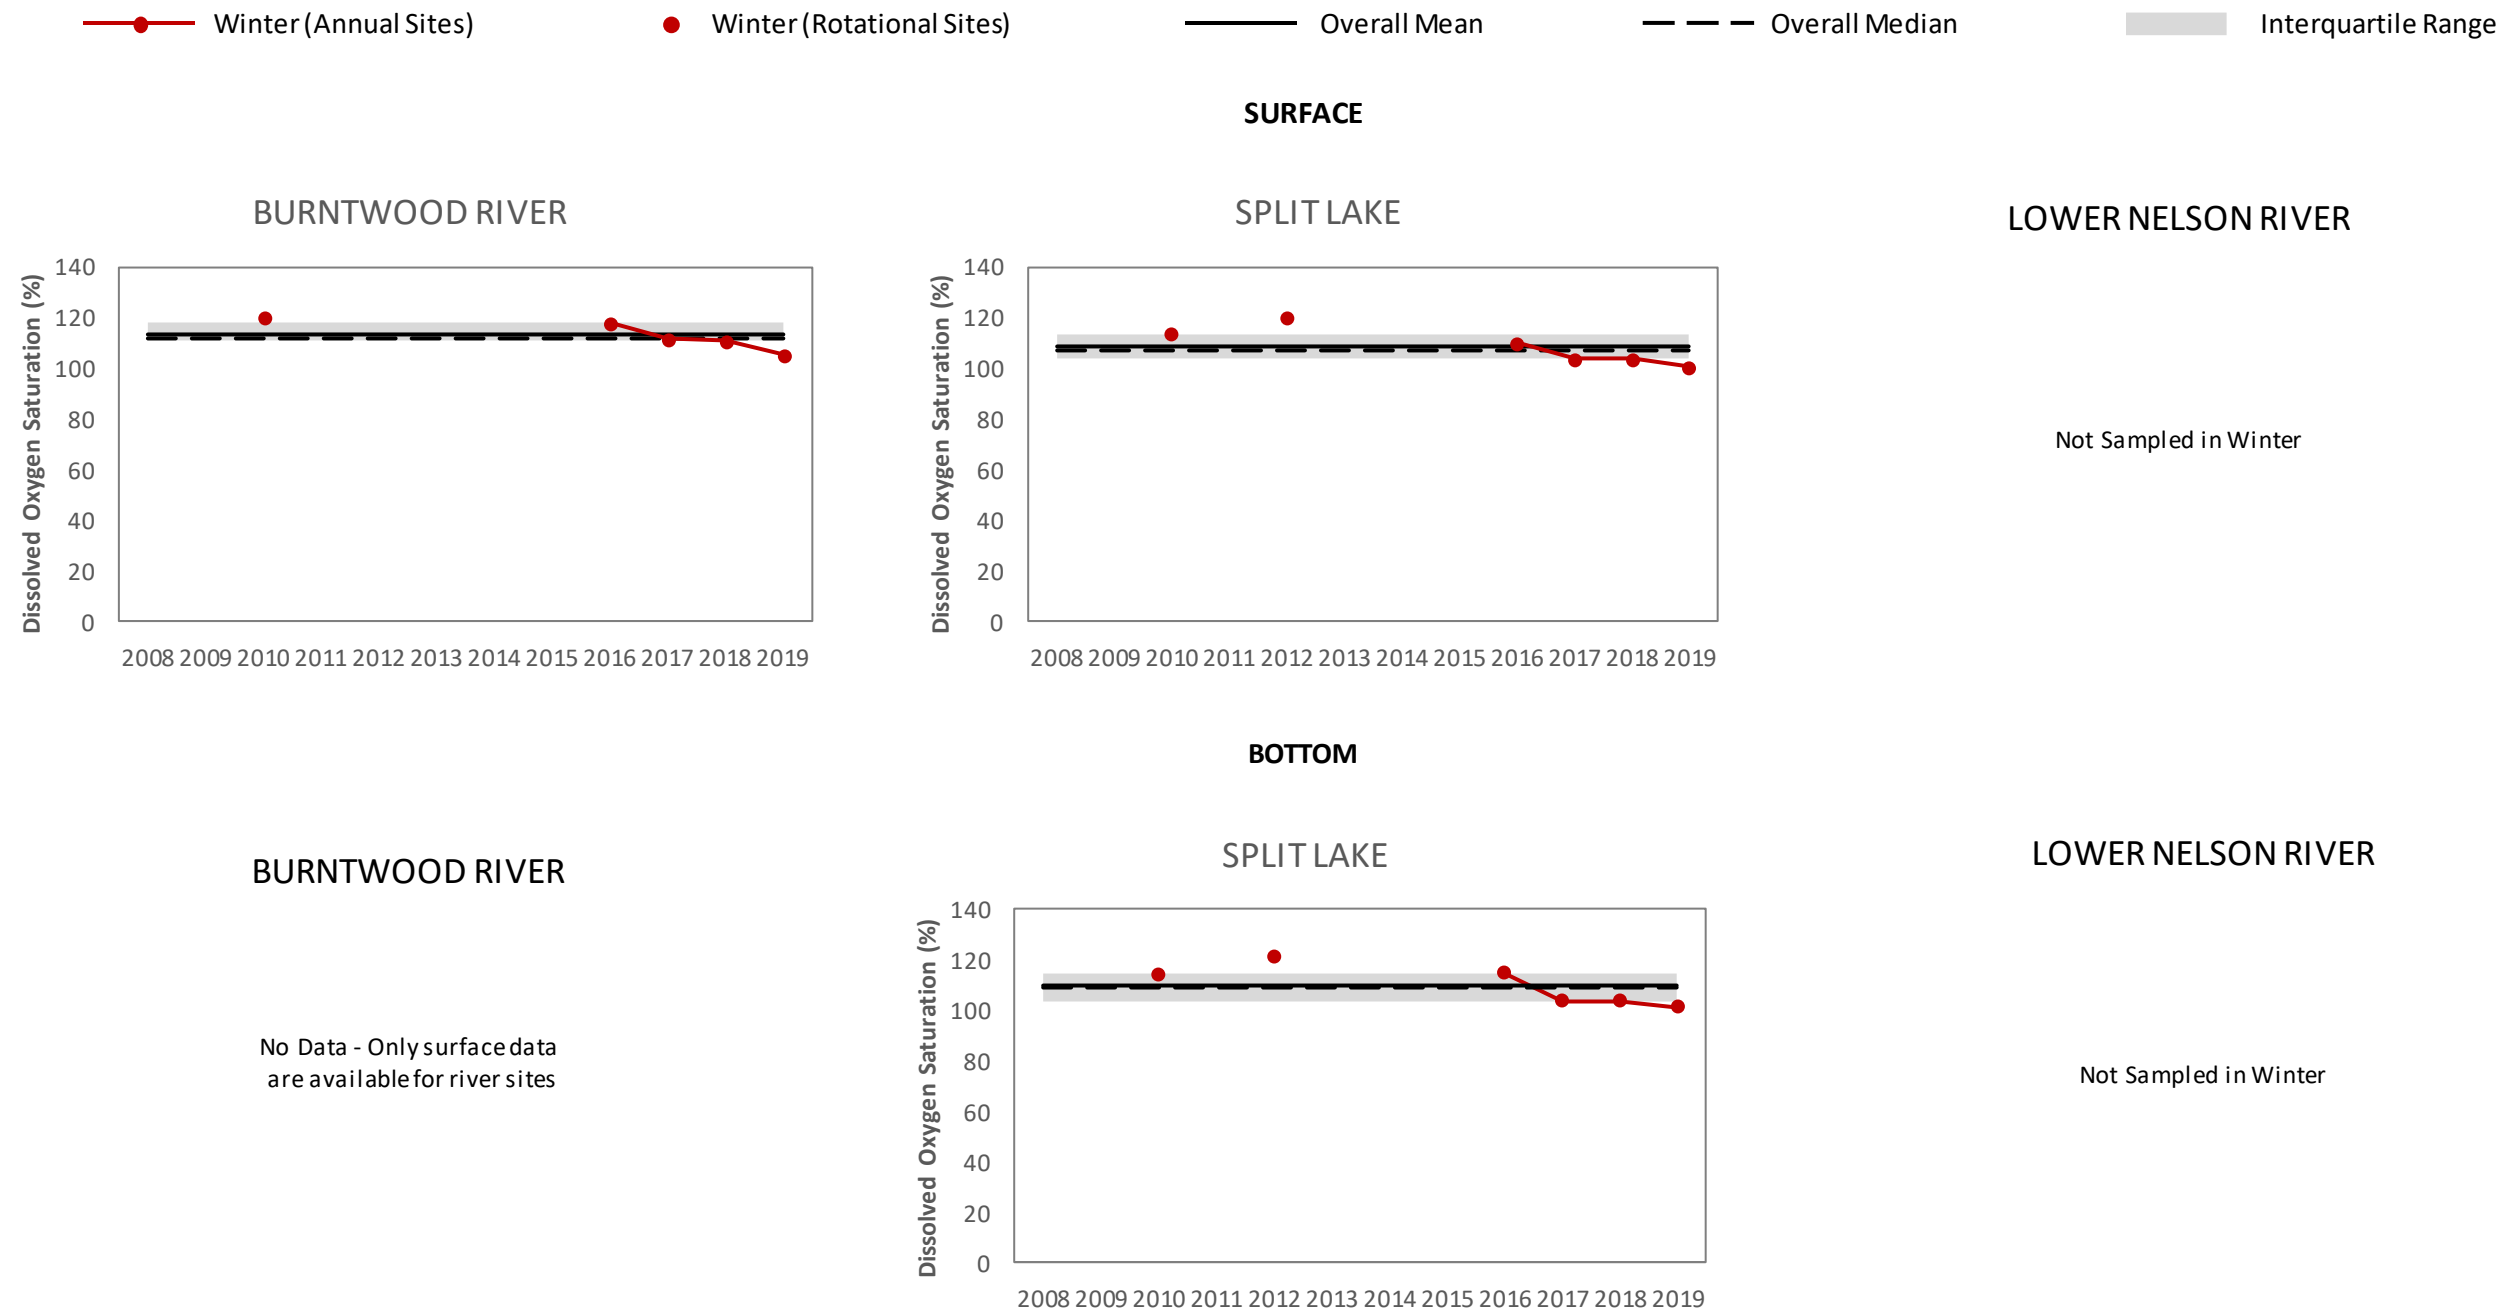 Winter (Annual Sites) Winter (Rotational Sites) Overall Mean Overall Median Interquartile Range
SURFACE
BURNTWOOD RIVER
Dissolved Oxygen Saturation (%)
140
120
100
80
60
40
20
0
2008 2009 2010 2011 2012 2013 2014 2015 2016 2017 2018 2019
SPLIT LAKE
Dissolved Oxygen Saturation (%)
140
120
100
80
60
40
20
0
2008 2009 2010 2011 2012 2013 2014 2015 2016 2017 2018 2019
LOWER NELSON RIVER
Not Sampled in Winter
BOTTOM
BURNTWOOD RIVER
No Data - Only surface data
are available for river sites
SPLIT LAKE
Dissolved Oxygen Saturation (%)
140
120
100
80
60
40
20
0
2008 2009 2010 2011 2012 2013 2014 2015 2016 2017 2018 2019
LOWER NELSON RIVER
Not Sampled in Winter